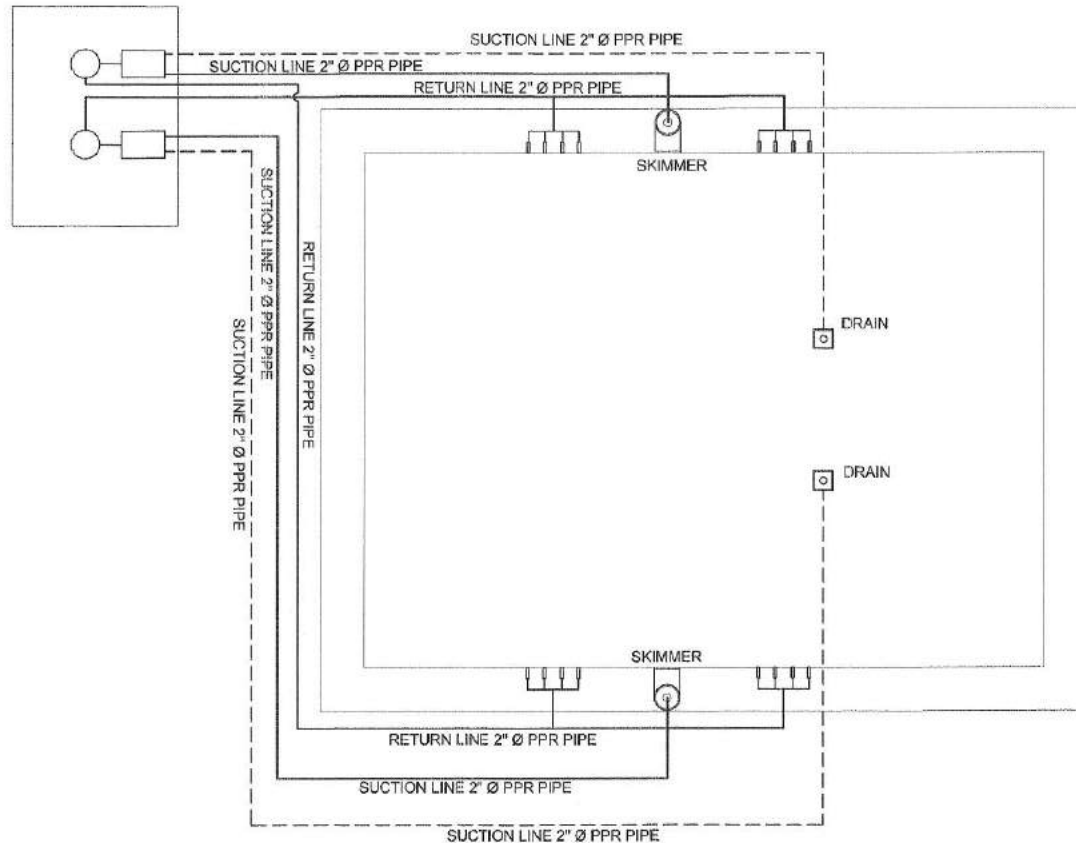 SUCTION LINE 2" Ø PPR PIPE
SUCTION LINE 2" Ø PPR PIPE
RETURN LINE 2" Ø PPR PIPE
SKIMMER
SUCTION LINE 2" Ø PPR PIPE
RETURN LINE 2" Ø PPR PIPE
SUCTION LINE 2" Ø PPR PIPE
DRAIN
DRAIN
SKIMMER
RETURN LINE 2" Ø PPR PIPE
SUCTION LINE 2" Ø PPR PIPE
SUCTION LINE 2" Ø PPR PIPE